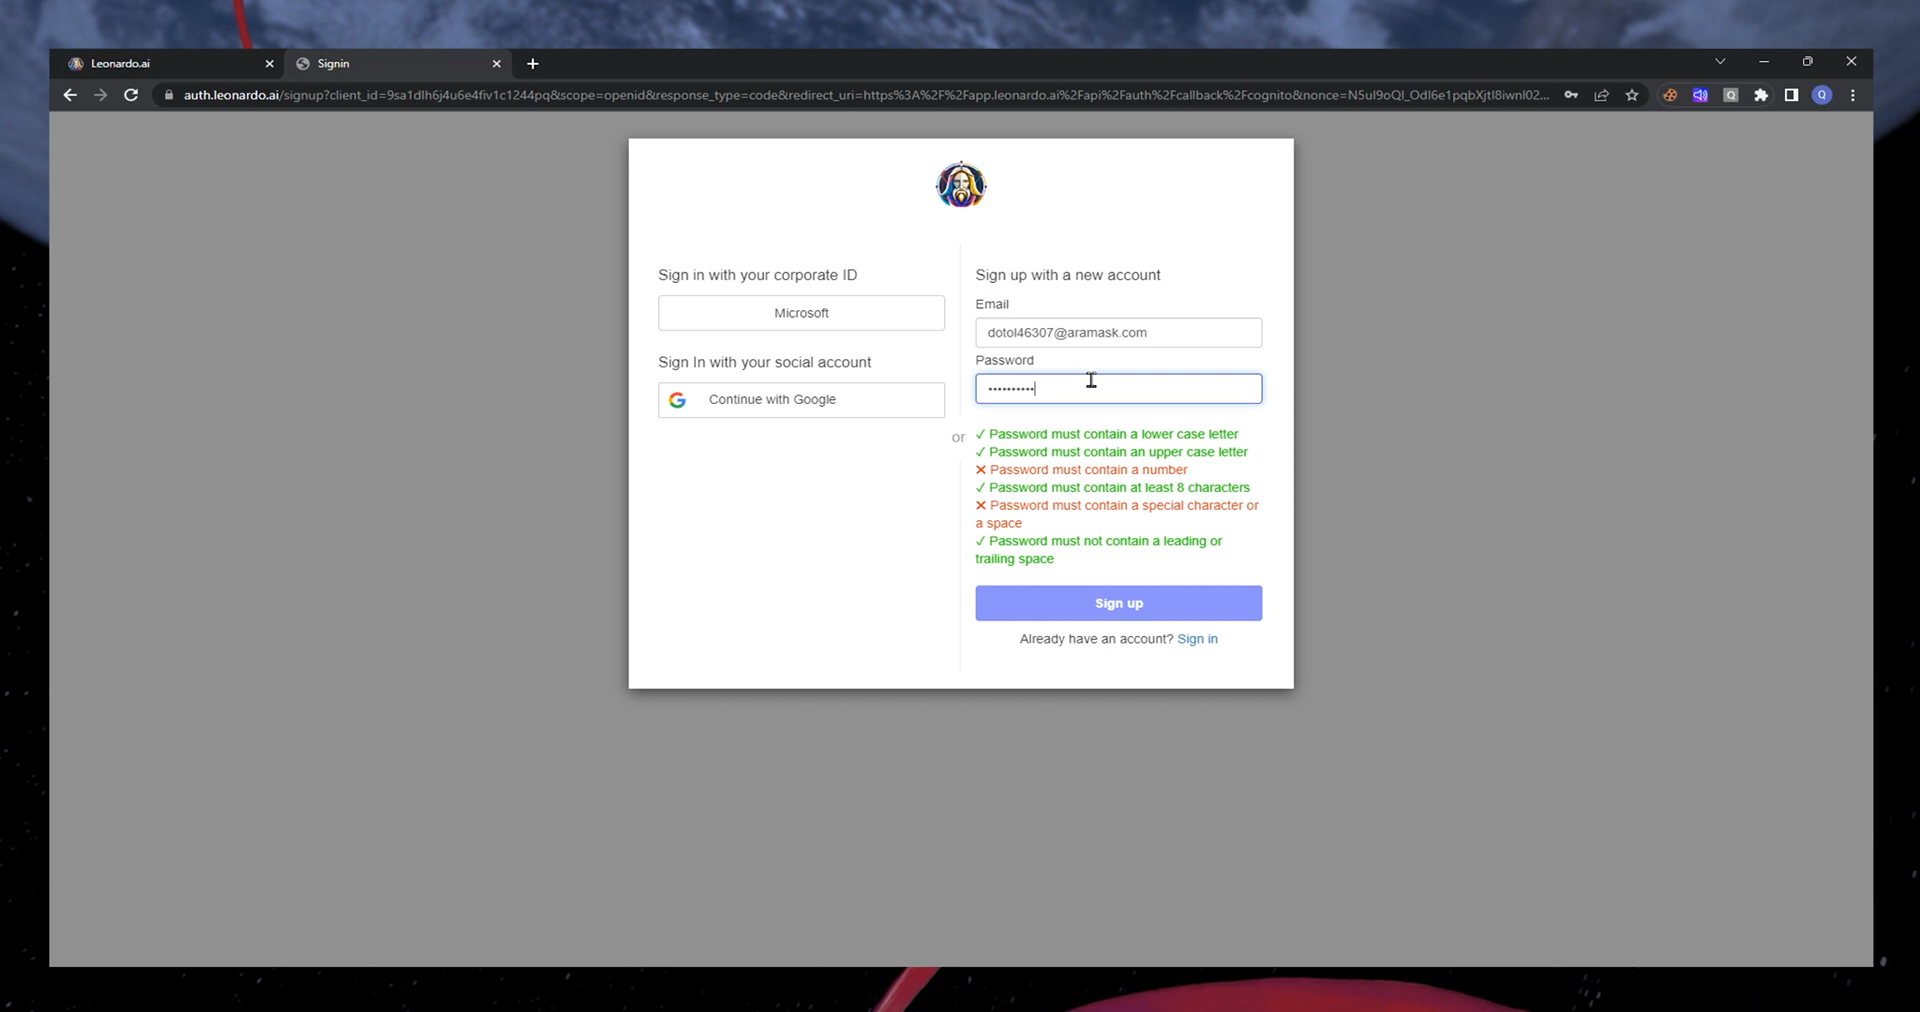 Leonardo.ai
Signin
auth.leonardo.ai/signup?client_id=9sa1dlh6j4u6e4fiv1c1244pq&scope=openid&response_type=code&redirect_uri=https%3A%2F%2Fapp.leonardo.ai%2Fapi%2Fauth%2Fcallback%2Fcognito&nonce=N5ul9oQl_Odl6e1pqbXjtl8iwnl02...
Q
Q
Sign in with your corporate ID
Microsoft
Sign In with your social account
Continue with Google
or
Sign up with a new account
Email
dotol46307@aramask.com
Password
••••••••••
✓ Password must contain a lower case letter
✓ Password must contain an upper case letter
✕ Password must contain a number
✓ Password must contain at least 8 characters
✕ Password must contain a special character or
a space
✓ Password must not contain a leading or
trailing space
Sign up
Already have an account? Sign in